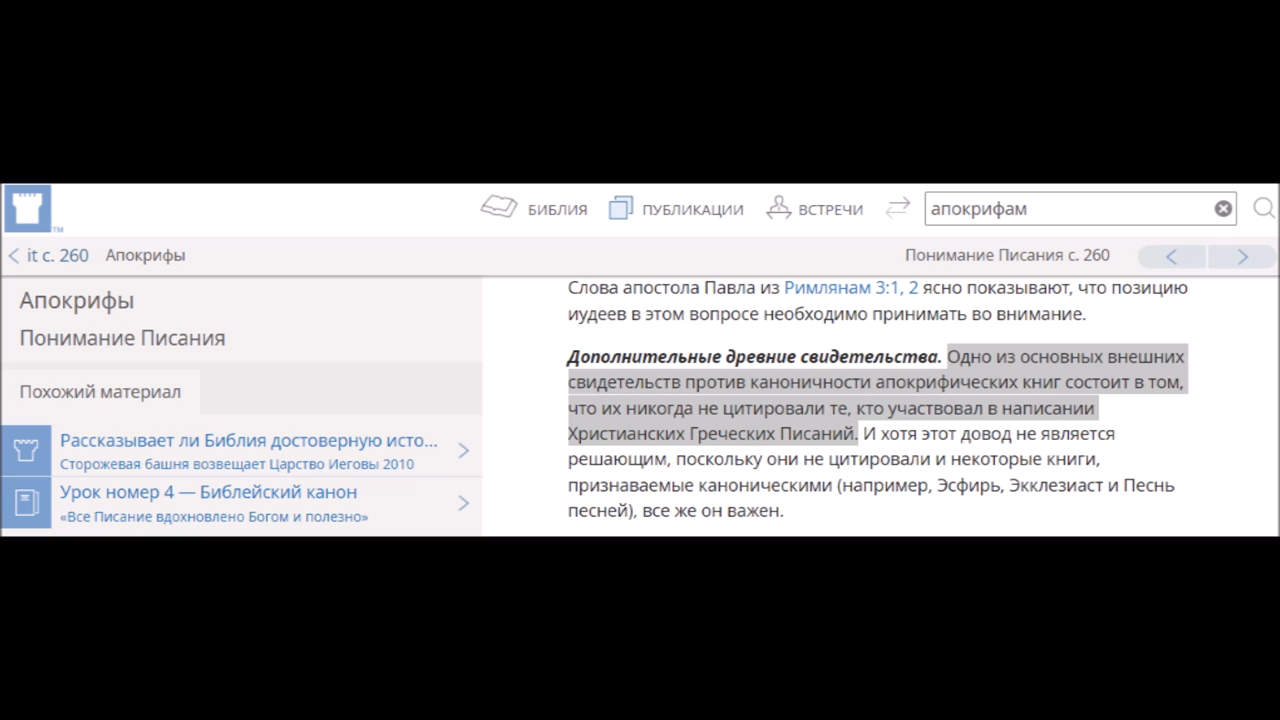 БИБЛИЯ ПУБЛИКАЦИИ ВСТРЕЧИ апокрифам
TM
it с. 260 Апокрифы Понимание Писания с. 260
Апокрифы
Понимание Писания
Похожий материал
Рассказывает ли Библия достоверную исто...
Сторожевая башня возвещает Царство Иеговы 2010
Урок номер 4 — Библейский канон
«Все Писание вдохновлено Богом и полезно»
Слова апостола Павла из Римлянам 3:1, 2 ясно показывают, что позицию
иудеев в этом вопросе необходимо принимать во внимание.
Дополнительные древние свидетельства. Одно из основных внешних
свидетельств против каноничности апокрифических книг состоит в том,
что их никогда не цитировали те, кто участвовал в написании
Христианских Греческих Писаний. И хотя этот довод не является
решающим, поскольку они не цитировали и некоторые книги,
признаваемые каноническими (например, Эсфирь, Экклезиаст и Песнь
песней), все же он важен.